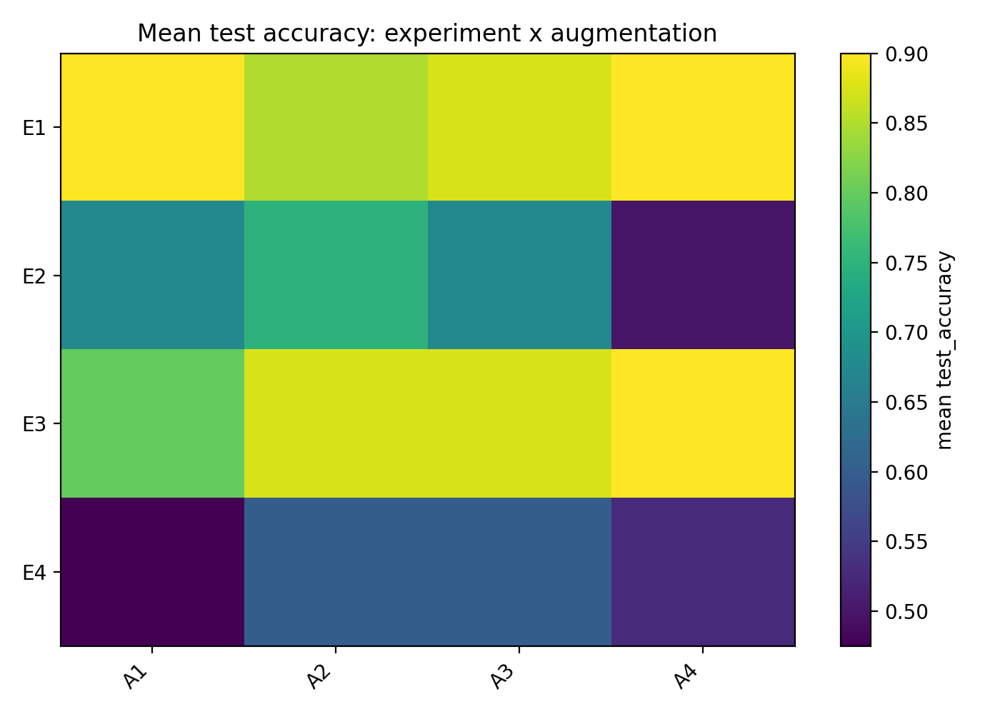 Mean test accuracy: experiment x augmentation
E1
E2
E3
E4
A1
A2
A3
A4
0.90
0.85
0.80
0.75
0.70
0.65
0.60
0.55
0.50
mean test_accuracy